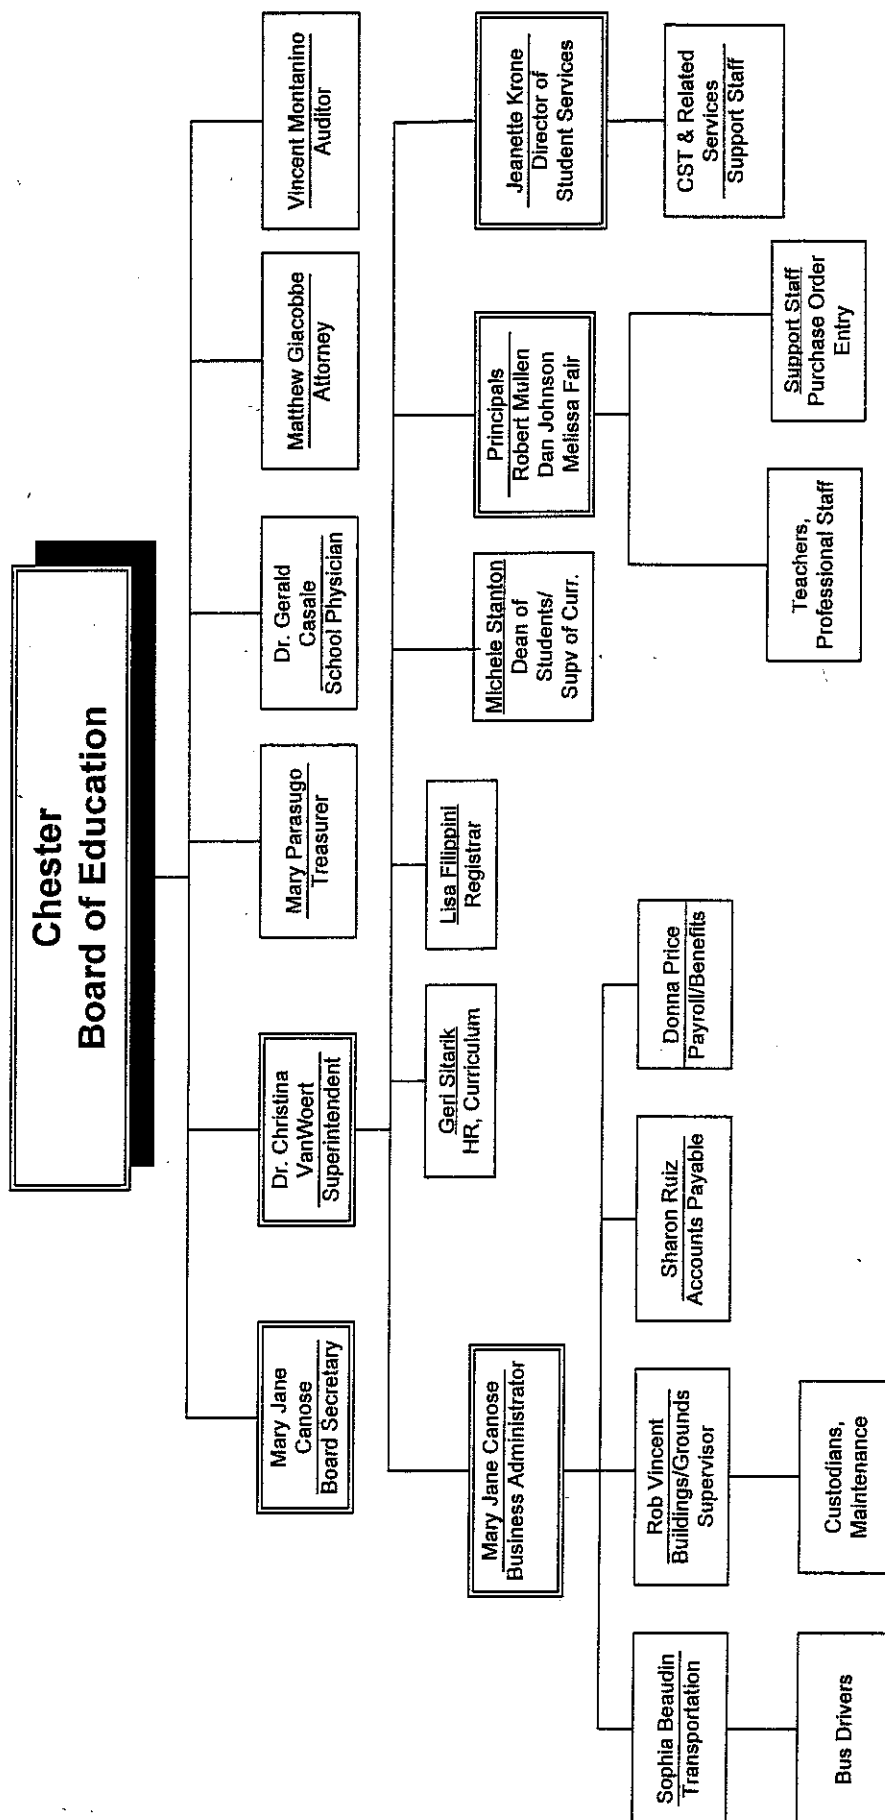 Chester
Board of Education
Mary Jane
Canose
Board Secretary
Dr. Christina
VanWoert
Superintendent
Mary Parasugo
Treasurer
Dr. Gerald
Casale
School Physician
Matthew Giacobbe
Attorney
Vincent Montanino
Auditor
Mary Jane Canose
Business Administrator
Geri Sitarik
HR, Curriculum
Lisa Filippini
Registrar
Michele Stanton
Dean of
Students/
Supv of Curr.
Principals
Robert Mullen
Dan Johnson
Melissa Fair
Jeanette Krone
Director of
Student Services
Sophia Beaudin
Transportation
Rob Vincent
Buildings/Grounds
Supervisor
Sharon Ruiz
Accounts Payable
Donna Price
Payroll/Benefits
Teachers,
Professional Staff
Support Staff
Purchase Order
Entry
CST & Related
Services
Support Staff
Bus Drivers
Custodians,
Maintenance